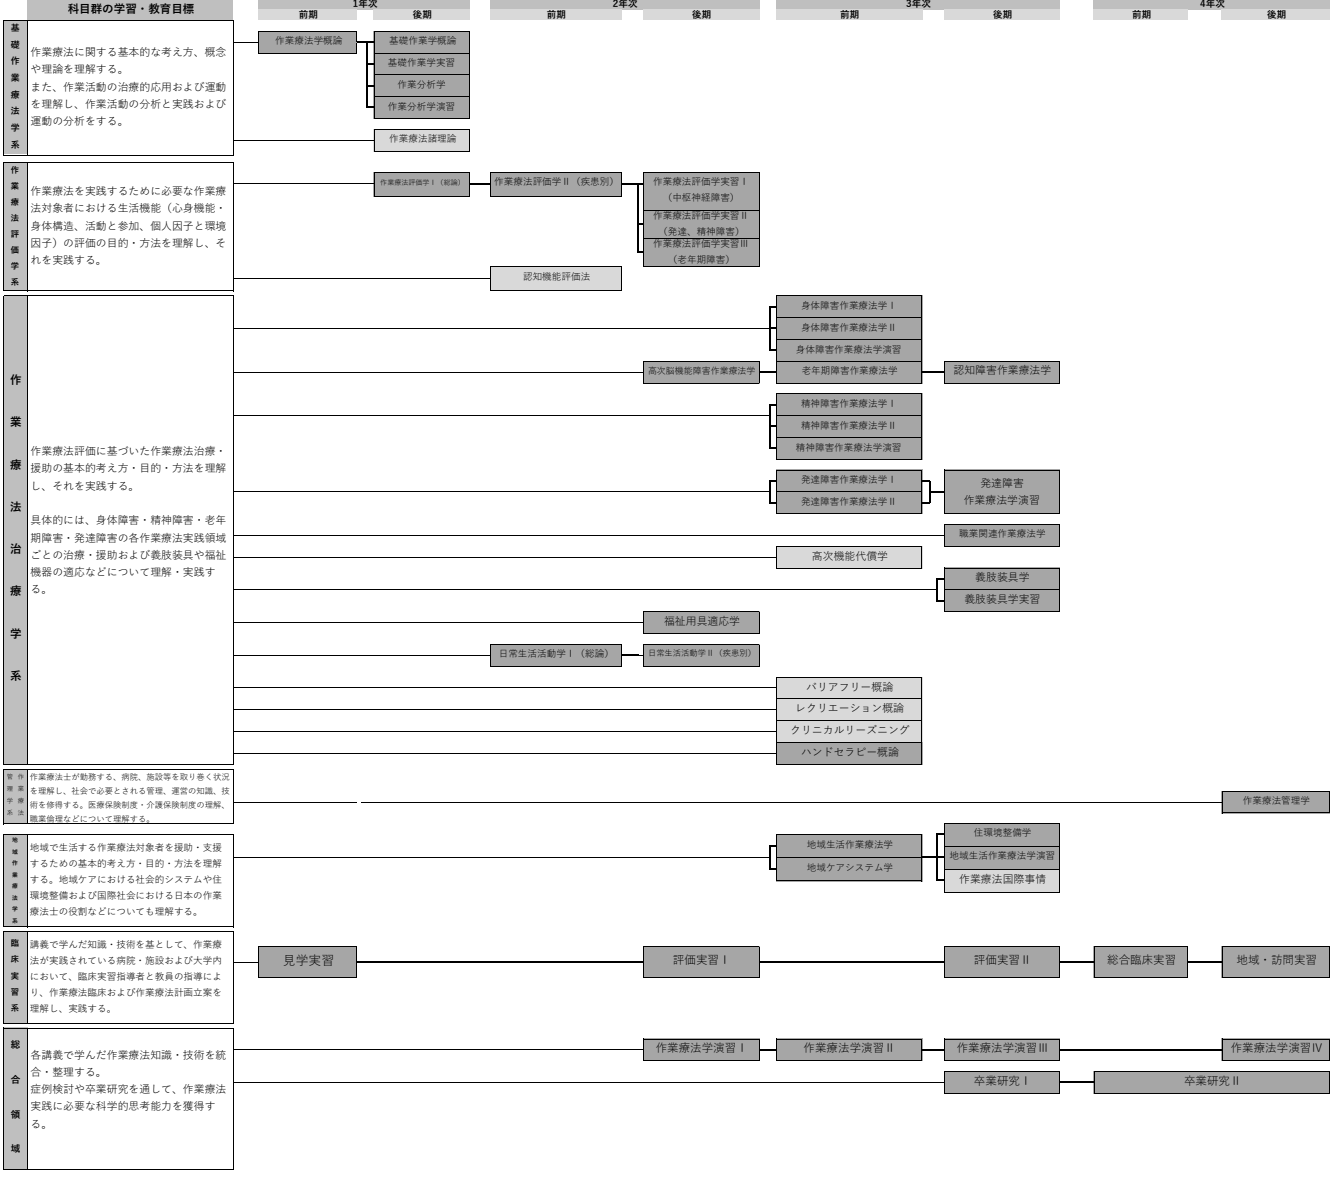 科目群の学習・教育目標
1年次
2年次
3年次
4年次
前期
後期
前期
後期
前期
後期
前期
後期
基礎作業療法学系
作業療法に関する基本的な考え方、概念
や理論を理解する。
また、作業活動の治療的応用および運動
を理解し、作業活動の分析と実践および
運動の分析をする。
作業療法学概論
基礎作業学概論
基礎作業学実習
作業分析学
作業分析学演習
作業療法諸理論
作業療法評価学系
作業療法を実践するために必要な作業療
法対象者における生活機能（心身機能・
身体構造、活動と参加、個人因子と環境
因子）の評価の目的・方法を理解し、そ
れを実践する。
作業療法評価学Ⅰ（総論）
作業療法評価学Ⅱ（疾患別）
作業療法評価学実習Ⅰ
（中枢神経障害）
作業療法評価学実習Ⅱ
（発達、精神障害）
作業療法評価学実習Ⅲ
（老年期障害）
認知機能評価法
作業療法治療学系
作業療法評価に基づいた作業療法治療・
援助の基本的考え方・目的・方法を理解
し、それを実践する。
具体的には、身体障害・精神障害・老年
期障害・発達障害の各作業療法実践領域
ごとの治療・援助および義肢装具や福祉
機器の適応などについて理解・実践す
る。
身体障害作業療法学Ⅰ
身体障害作業療法学Ⅱ
身体障害作業療法学演習
高次脳機能障害作業療法学
老年期障害作業療法学
認知障害作業療法学
精神障害作業療法学Ⅰ
精神障害作業療法学Ⅱ
精神障害作業療法学演習
発達障害作業療法学Ⅰ
発達障害作業療法学Ⅱ
発達障害
作業療法学演習
職業関連作業療法学
高次機能代償学
義肢装具学
義肢装具学実習
福祉用具適応学
日常生活活動学Ⅰ（総論）
日常生活活動学Ⅱ（疾患別）
バリアフリー概論
レクリエーション概論
クリニカルリーズニング
ハンドセラピー概論
作業療法管理学系
作業療法士が勤務する、病院、施設等を取り巻く状況
を理解し、社会で必要とされる管理、運営の知識、技
術を修得する。医療保険制度・介護保険制度の理解、
職業倫理などについて理解する。
作業療法管理学
地域作業療法学系
地域で生活する作業療法対象者を援助・支援
するための基本的考え方・目的・方法を理解
する。地域ケアにおける社会的システムや住
環境整備および国際社会における日本の作業
療法士の役割などについても理解する。
地域生活作業療法学
地域ケアシステム学
住環境整備学
地域生活作業療法学演習
作業療法国際事情
臨床実習系
講義で学んだ知識・技術を基として、作業療
法が実践されている病院・施設および大学内
において、臨床実習指導者と教員の指導によ
り、作業療法臨床および作業療法計画立案を
理解し、実践する。
見学実習
評価実習Ⅰ
評価実習Ⅱ
総合臨床実習
地域・訪問実習
総合領域
各講義で学んだ作業療法知識・技術を統
合・整理する。
症例検討や卒業研究を通して、作業療法
実践に必要な科学的思考能力を獲得す
る。
作業療法学演習Ⅰ
作業療法学演習Ⅱ
作業療法学演習Ⅲ
作業療法学演習Ⅳ
卒業研究Ⅰ
卒業研究Ⅱ